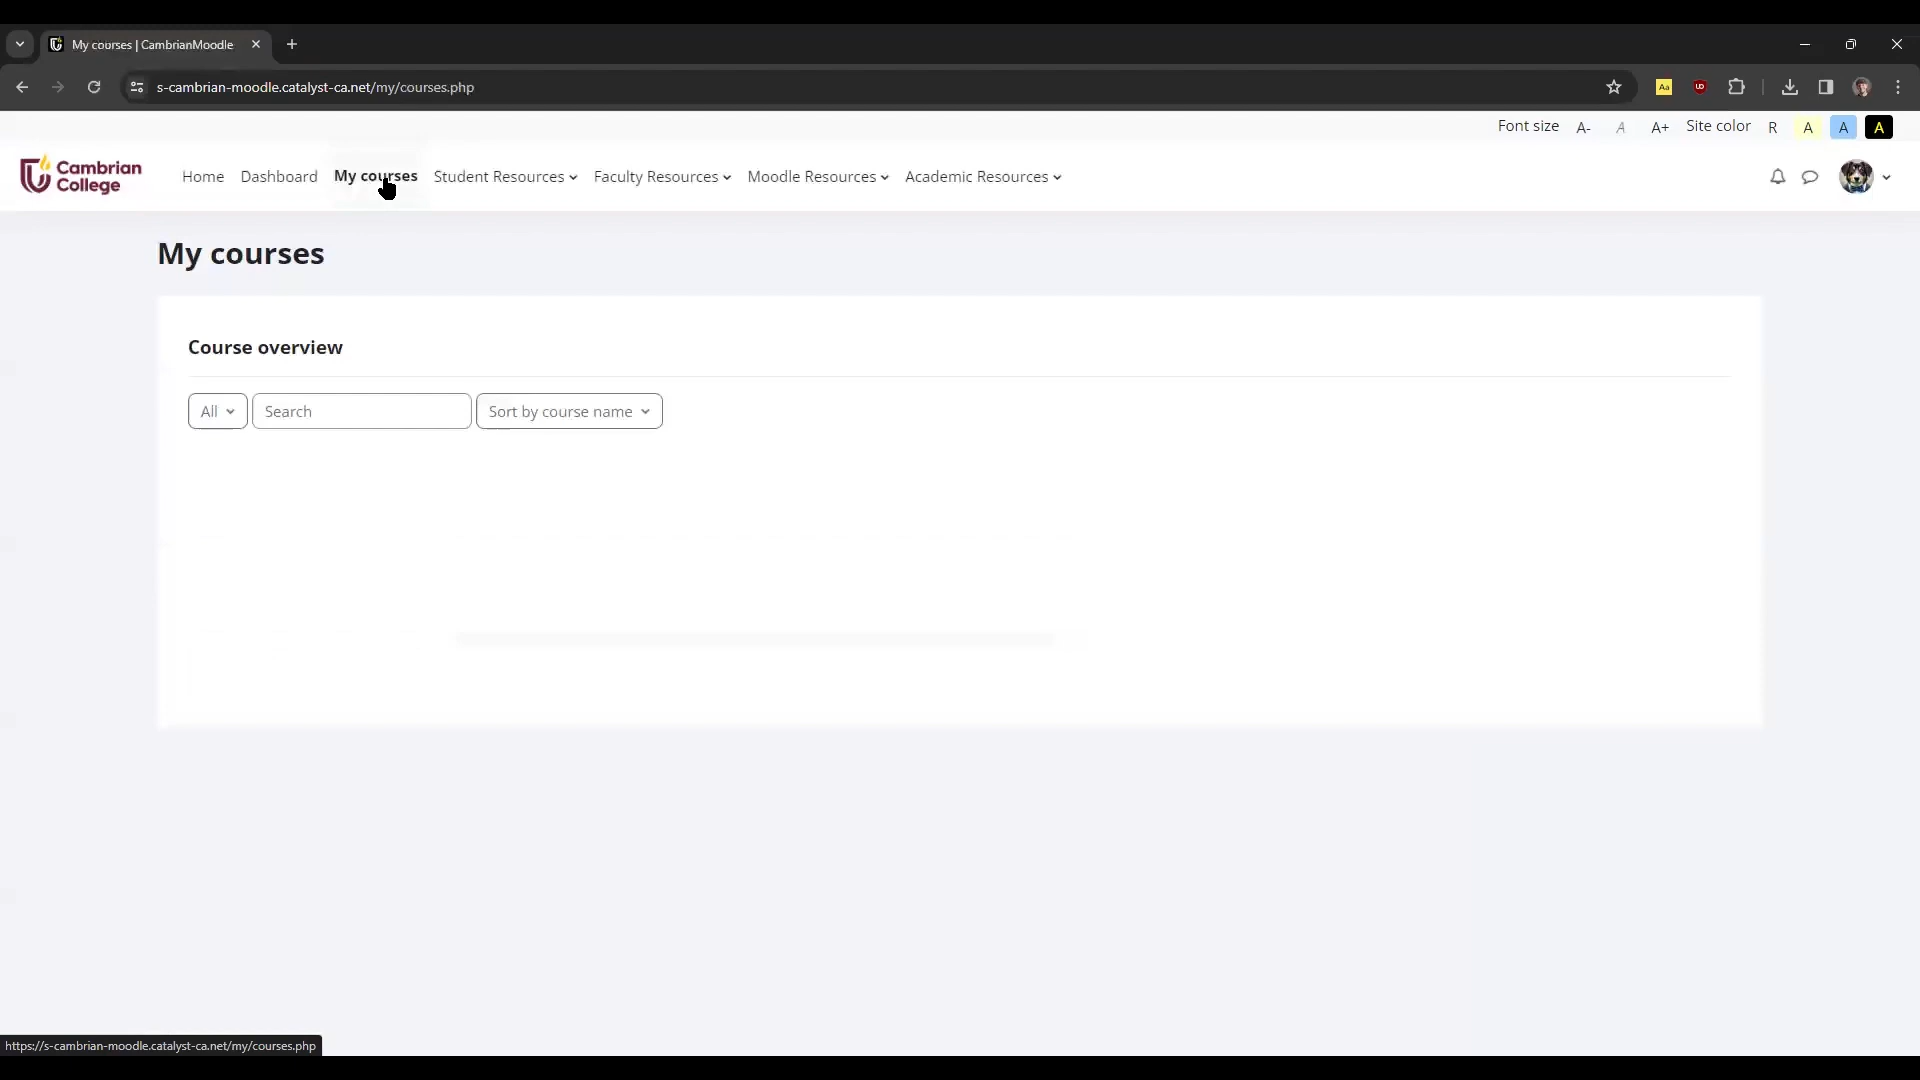 My courses | CambrianMoodle
s-cambrian-moodle.catalyst-ca.net/my/courses.php
Aa
UD
Font size A- A A+ Site color R A A A
Cambrian
College
Home Dashboard My courses Student Resources Faculty Resources Moodle Resources Academic Resources
My courses
Course overview
All Search Sort by course name
https://s-cambrian-moodle.catalyst-ca.net/my/courses.php